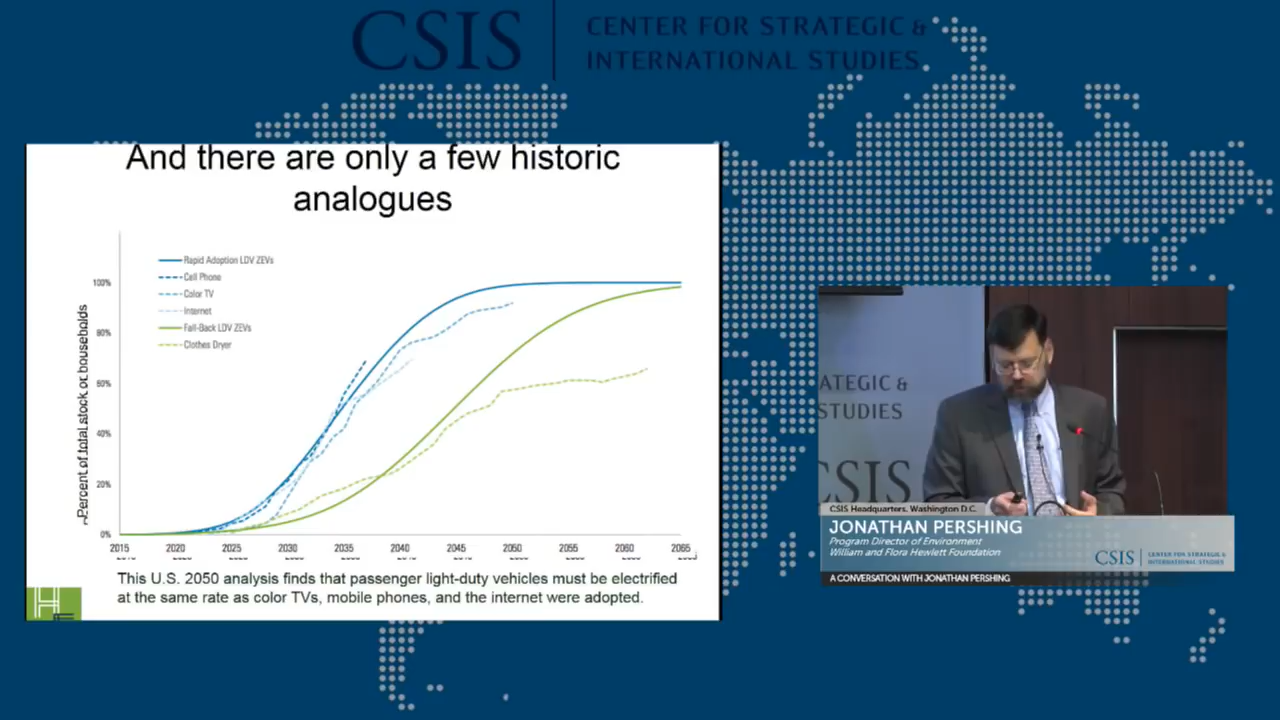 CSIS
CENTER FOR STRATEGIC &
INTERNATIONAL STUDIES
And there are only a few historic
analogues
Rapid Adoption LDV ZEVs
Cell Phone
Color TV
Internet
Fall-Back LDV ZEVs
Clothes Dryer
Percent of total stock or households
100%
80%
60%
40%
20%
0%
2015 2020 2025 2030 2035 2040 2045 2050 2055 2060 2065
This U.S. 2050 analysis finds that passenger light-duty vehicles must be electrified
at the same rate as color TVs, mobile phones, and the internet were adopted.
ATEGIC &
STUDIES
CSIS
CSIS Headquarters, Washington D.C.
JONATHAN PERSHING
Program Director of Environment
William and Flora Hewlett Foundation
CSIS
CENTER FOR STRATEGIC &
INTERNATIONAL STUDIES
A CONVERSATION WITH JONATHAN PERSHING